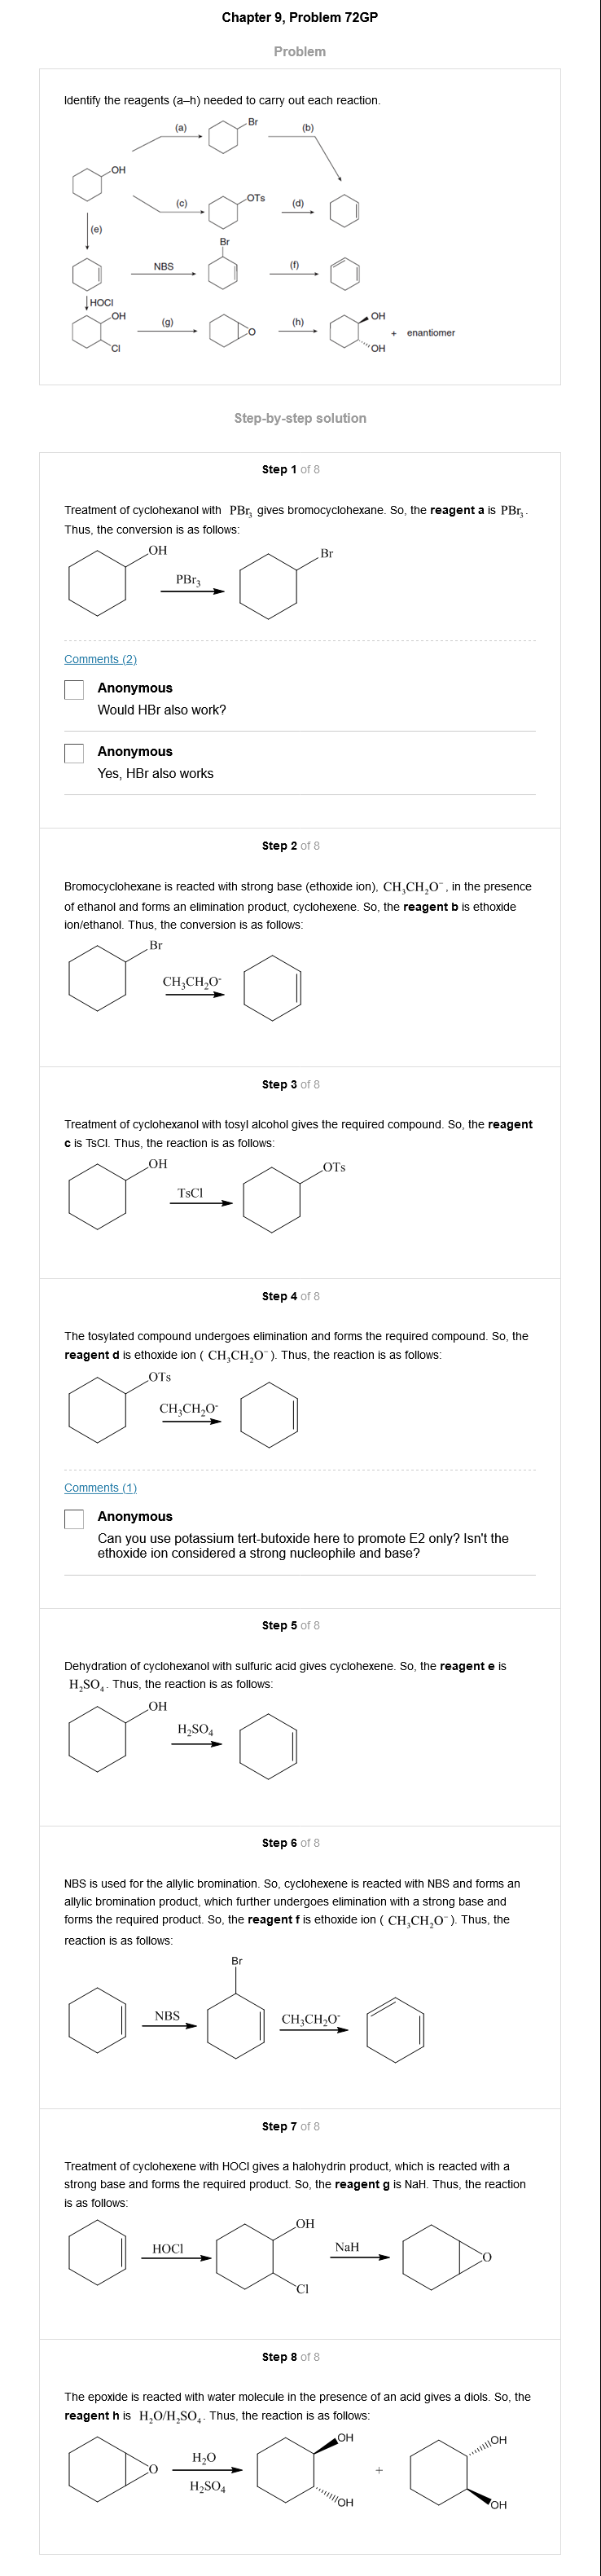 Chapter 9, Problem 72GP
Problem
Identify the reagents (a–h) needed to carry out each reaction.
(a)
Br
(b)
OH
(c)
OTs
(d)
(e)
Br
NBS
(f)
HOCl
OH
Cl
(g)
O
(h)
OH
OH
+ enantiomer
Step-by-step solution
Step 1 of 8
Treatment of cyclohexanol with PBr₃ gives bromocyclohexane. So, the reagent a is PBr₃.
Thus, the conversion is as follows:
OH
PBr₃
Br
Comments (2)
Anonymous
Would HBr also work?
Anonymous
Yes, HBr also works
Step 2 of 8
Bromocyclohexane is reacted with strong base (ethoxide ion), CH₃CH₂O⁻, in the presence
of ethanol and forms an elimination product, cyclohexene. So, the reagent b is ethoxide
ion/ethanol. Thus, the conversion is as follows:
Br
CH₃CH₂O⁻
Step 3 of 8
Treatment of cyclohexanol with tosyl alcohol gives the required compound. So, the reagent
c is TsCl. Thus, the reaction is as follows:
OH
TsCl
OTs
Step 4 of 8
The tosylated compound undergoes elimination and forms the required compound. So, the
reagent d is ethoxide ion ( CH₃CH₂O⁻ ). Thus, the reaction is as follows:
OTs
CH₃CH₂O⁻
Comments (1)
Anonymous
Can you use potassium tert-butoxide here to promote E2 only? Isn't the
ethoxide ion considered a strong nucleophile and base?
Step 5 of 8
Dehydration of cyclohexanol with sulfuric acid gives cyclohexene. So, the reagent e is
H₂SO₄. Thus, the reaction is as follows:
OH
H₂SO₄
Step 6 of 8
NBS is used for the allylic bromination. So, cyclohexene is reacted with NBS and forms an
allylic bromination product, which further undergoes elimination with a strong base and
forms the required product. So, the reagent f is ethoxide ion ( CH₃CH₂O⁻ ). Thus, the
reaction is as follows:
Br
NBS
CH₃CH₂O⁻
Step 7 of 8
Treatment of cyclohexene with HOCl gives a halohydrin product, which is reacted with a
strong base and forms the required product. So, the reagent g is NaH. Thus, the reaction
is as follows:
OH
HOCl
NaH
O
Cl
Step 8 of 8
The epoxide is reacted with water molecule in the presence of an acid gives a diols. So, the
reagent h is H₂O/H₂SO₄. Thus, the reaction is as follows:
OH
OH
H₂O
O
+
H₂SO₄
OH
OH